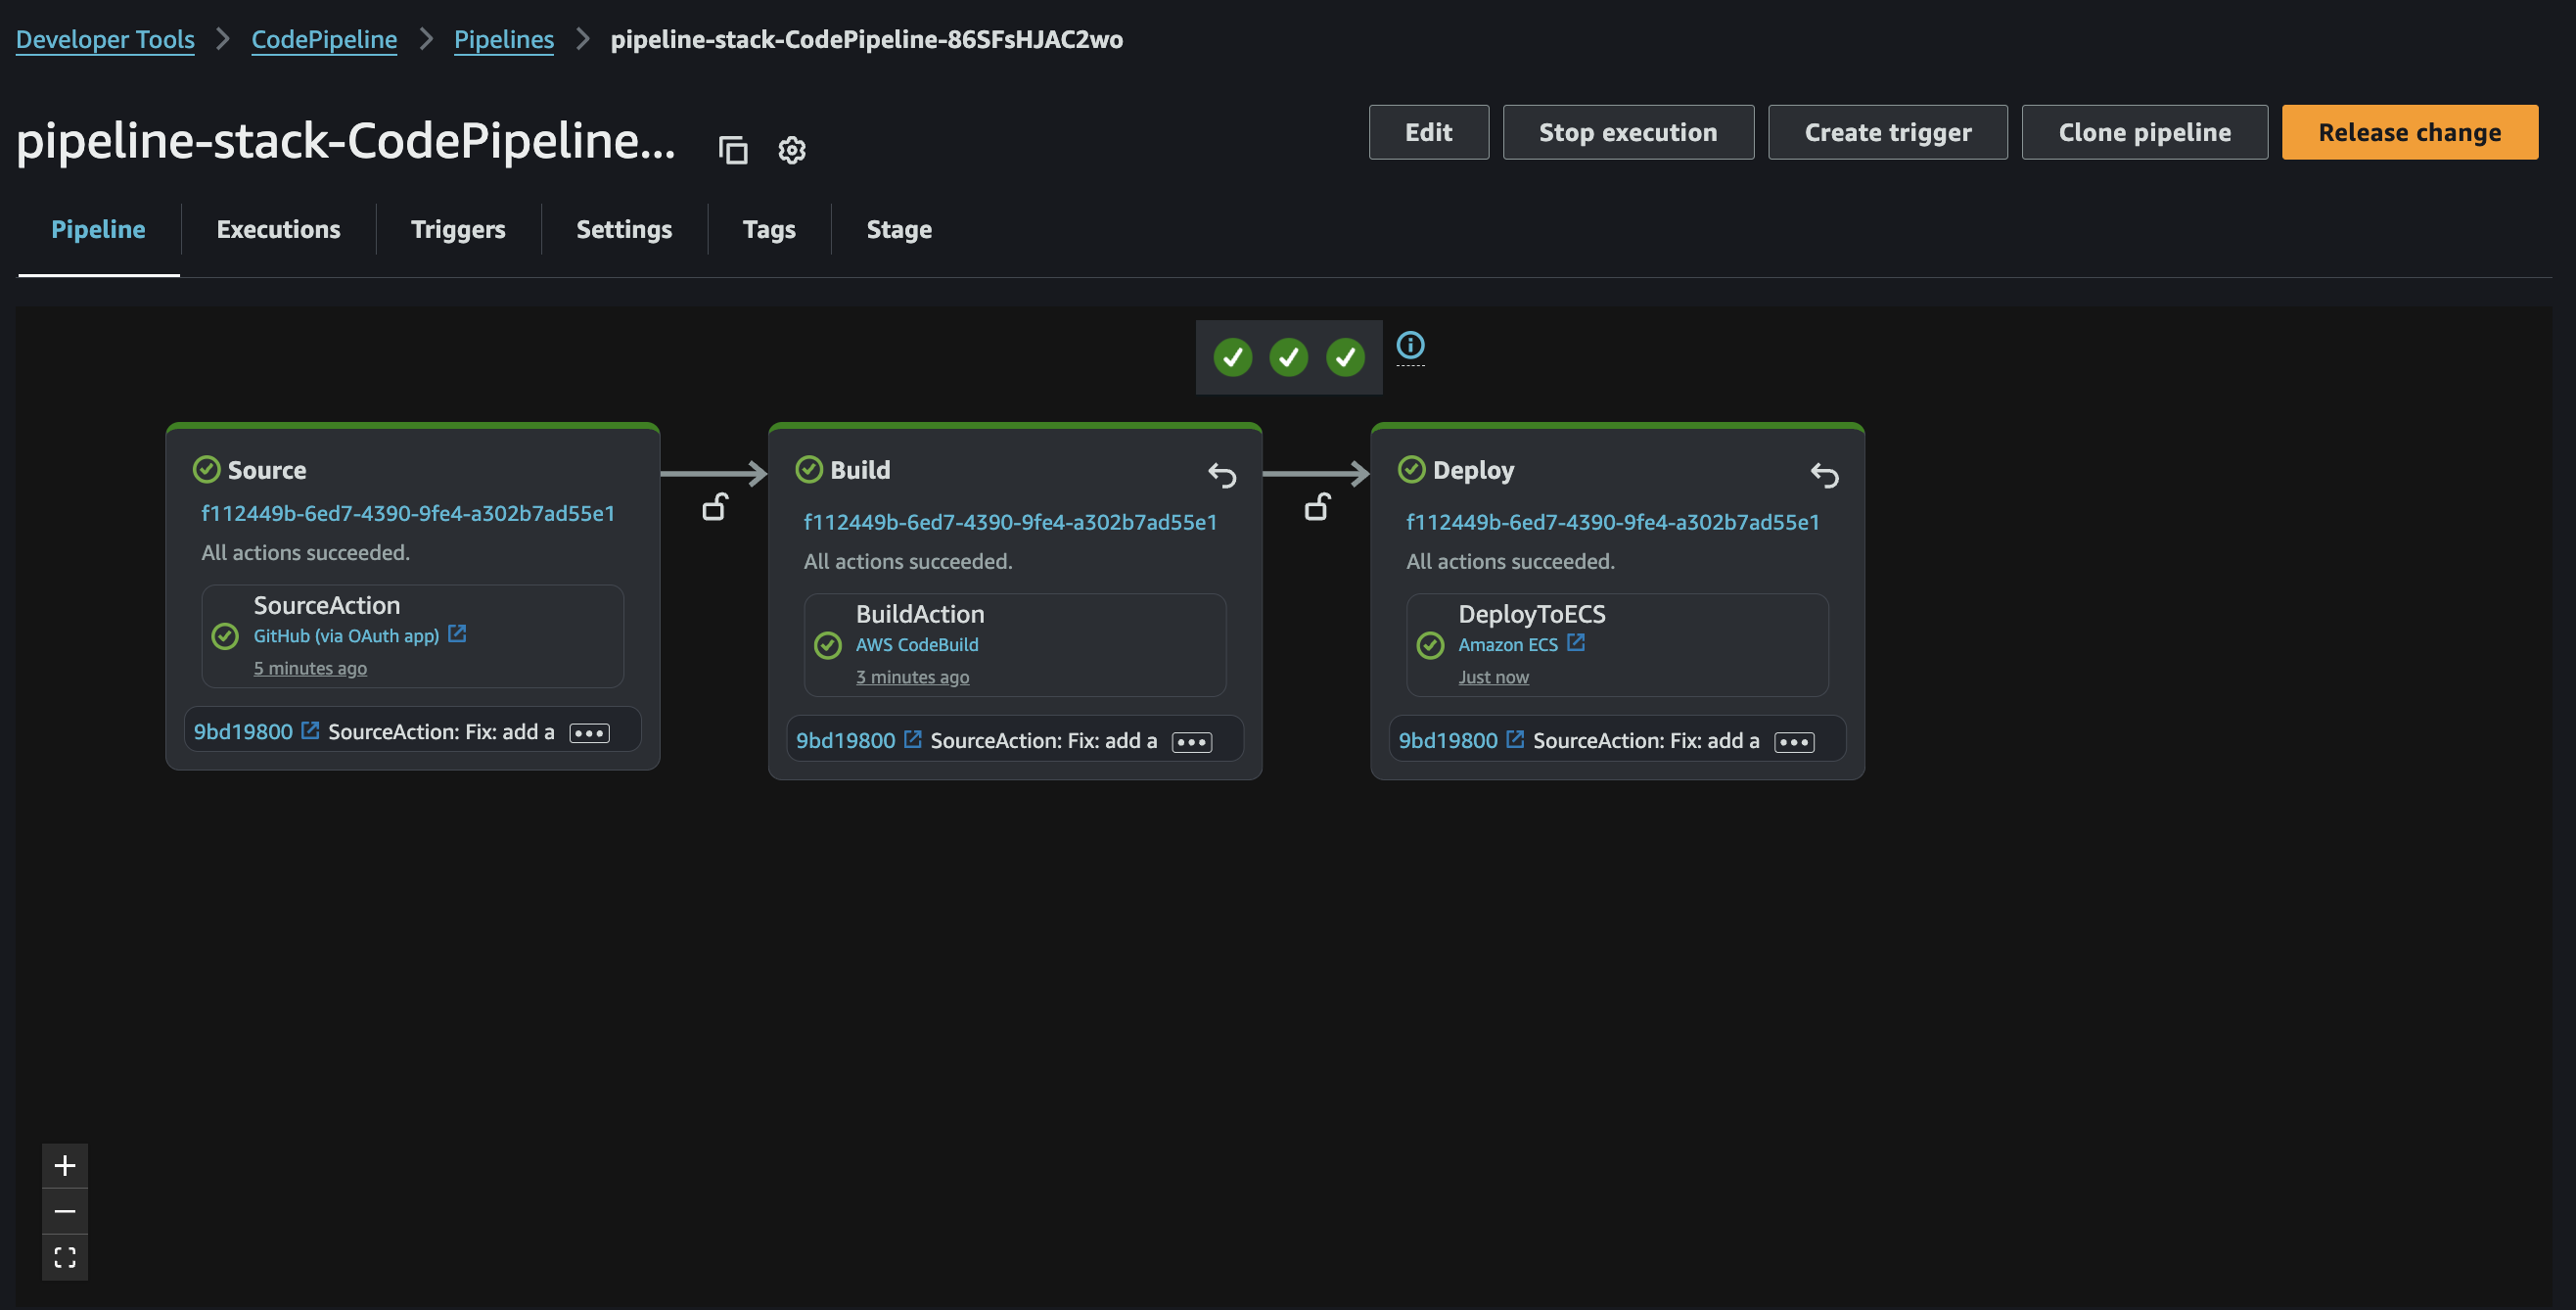 Developer Tools > CodePipeline > Pipelines > pipeline-stack-CodePipeline-86SFsHJAC2wo
pipeline-stack-CodePipeline...
Edit
Stop execution
Create trigger
Clone pipeline
Release change
Pipeline
Executions
Triggers
Settings
Tags
Stage
Source
f112449b-6ed7-4390-9fe4-a302b7ad55e1
All actions succeeded.
SourceAction
GitHub (via OAuth app)
5 minutes ago
9bd19800 SourceAction: Fix: add a
Build
f112449b-6ed7-4390-9fe4-a302b7ad55e1
All actions succeeded.
BuildAction
AWS CodeBuild
3 minutes ago
9bd19800 SourceAction: Fix: add a
Deploy
f112449b-6ed7-4390-9fe4-a302b7ad55e1
All actions succeeded.
DeployToECS
Amazon ECS
Just now
9bd19800 SourceAction: Fix: add a